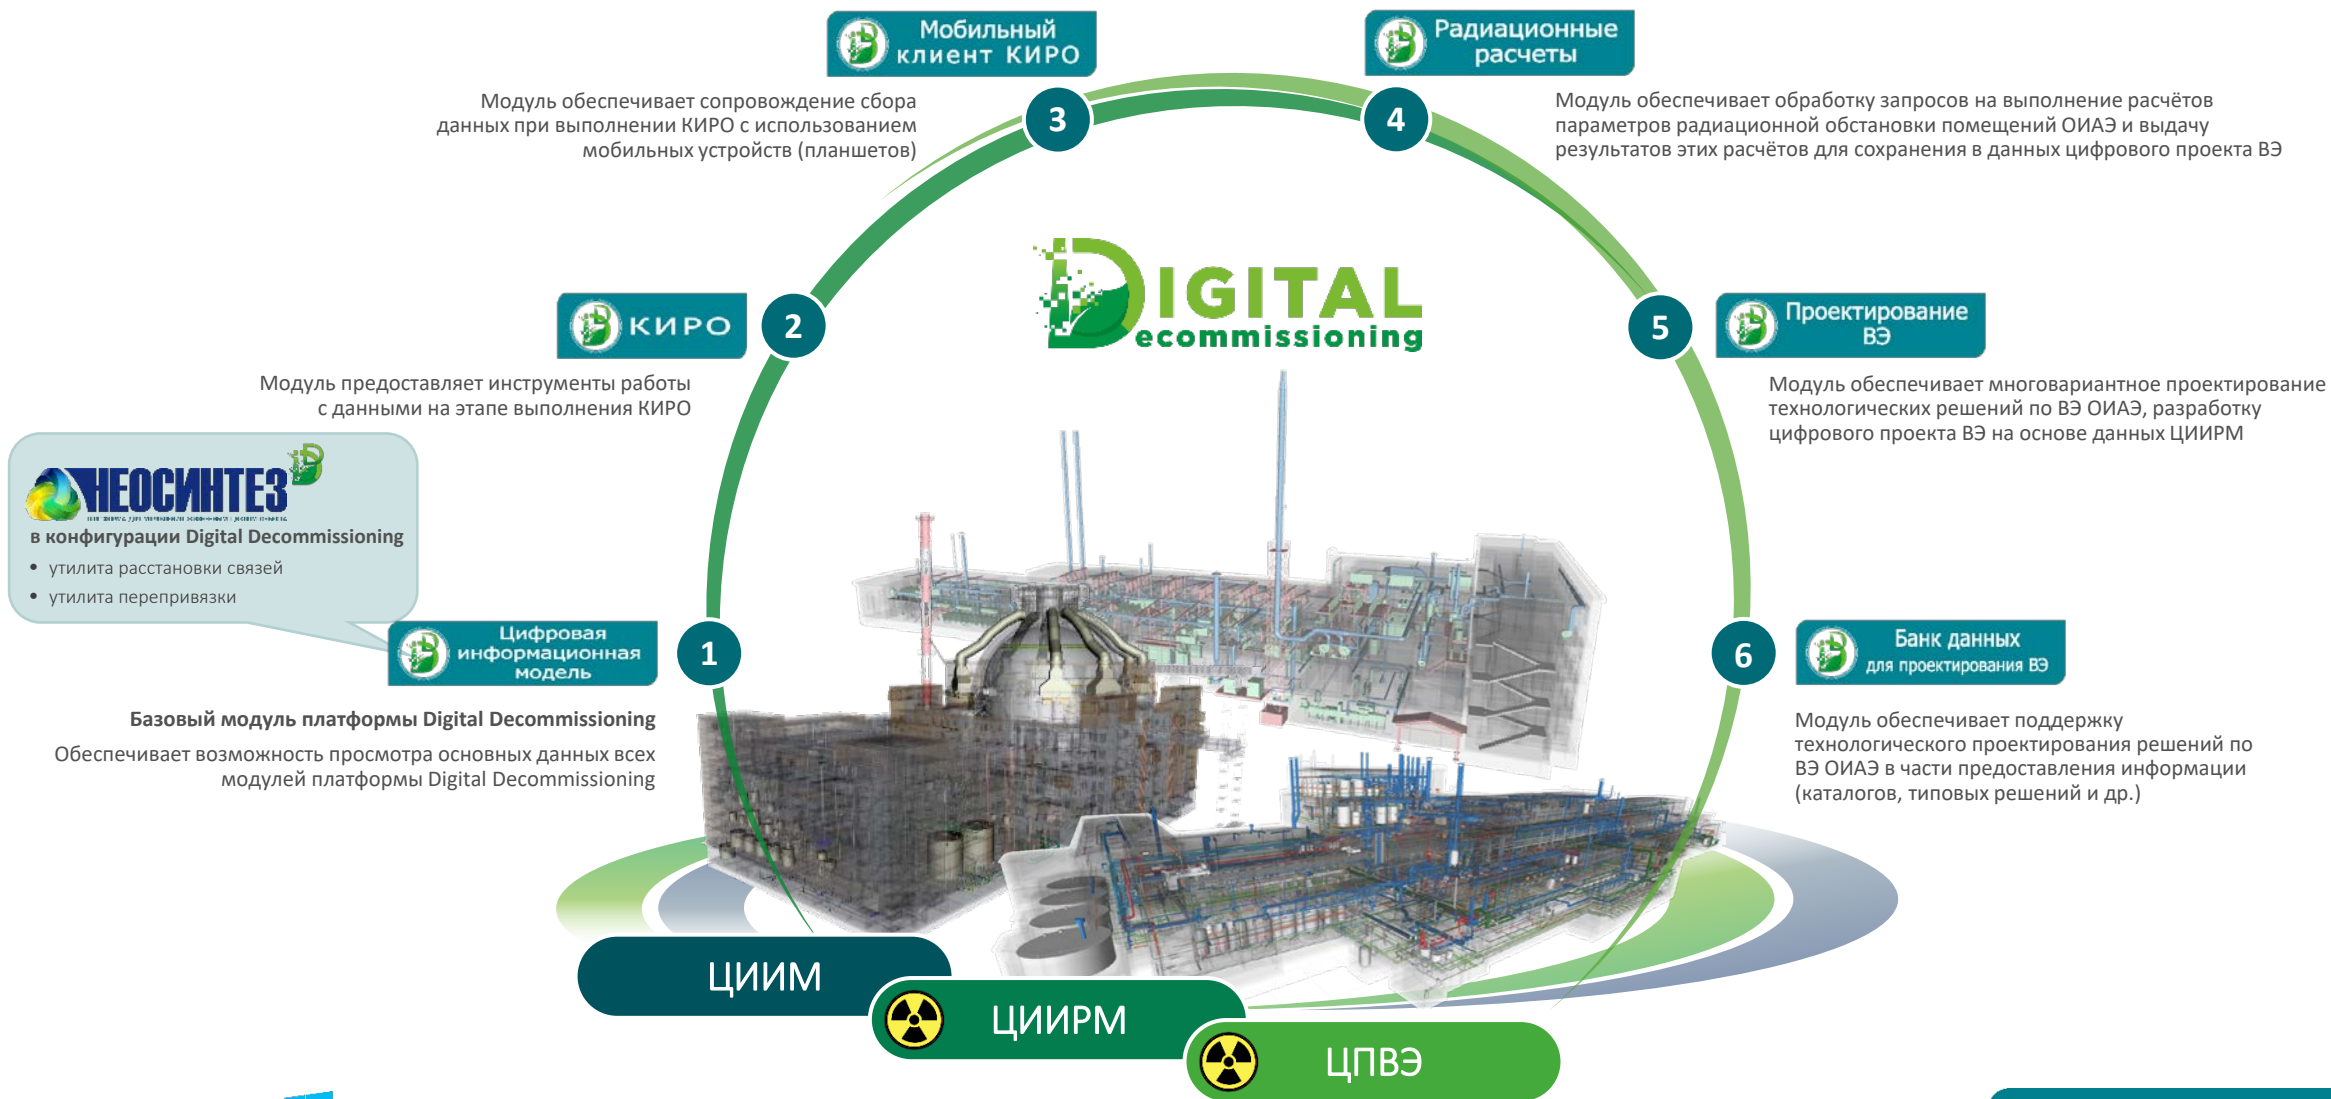 Мобильный
клиент КИРО
Модуль обеспечивает сопровождение сбора
данных при выполнении КИРО с использованием
мобильных устройств (планшетов)
3
Радиационные
расчеты
4
Модуль обеспечивает обработку запросов на выполнение расчётов
параметров радиационной обстановки помещений ОИАЭ и выдачу
результатов этих расчётов для сохранения в данных цифрового проекта ВЭ
DIGITAL
Decommissioning
КИРО
2
Модуль предоставляет инструменты работы
с данными на этапе выполнения КИРО
5
Проектирование
ВЭ
Модуль обеспечивает многовариантное проектирование
технологических решений по ВЭ ОИАЭ, разработку
цифрового проекта ВЭ на основе данных ЦИИРМ
НЕОСИНТЕЗ
в конфигурации Digital Decommissioning
• утилита расстановки связей
• утилита перепривязки
Цифровая
информационная
модель
1
Базовый модуль платформы Digital Decommissioning
Обеспечивает возможность просмотра основных данных всех
модулей платформы Digital Decommissioning
6
Банк данных
для проектирования ВЭ
Модуль обеспечивает поддержку
технологического проектирования решений по
ВЭ ОИАЭ в части предоставления информации
(каталогов, типовых решений и др.)
ЦИИМ
ЦИИРМ
ЦПВЭ